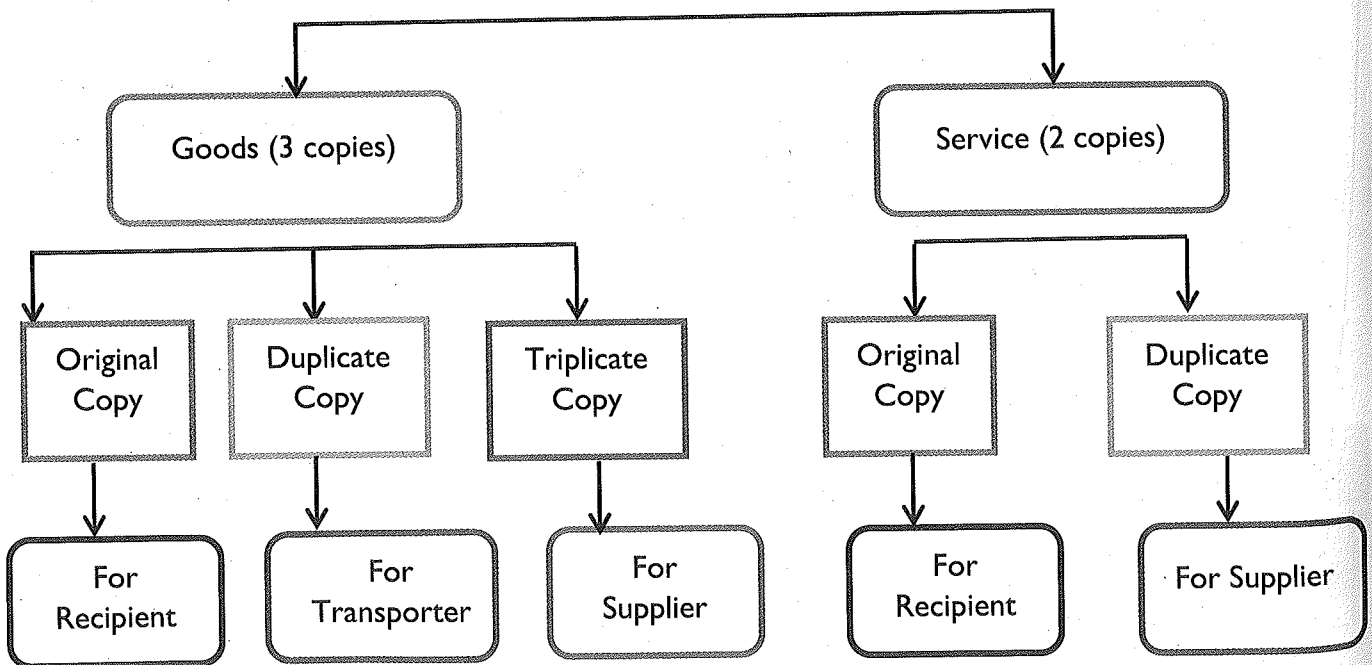 Goods (3 copies)
Service (2 copies)
Original
Copy
Duplicate
Copy
Triplicate
Copy
Original
Copy
Duplicate
Copy
For
Recipient
For
Transporter
For
Supplier
For
Recipient
For Supplier